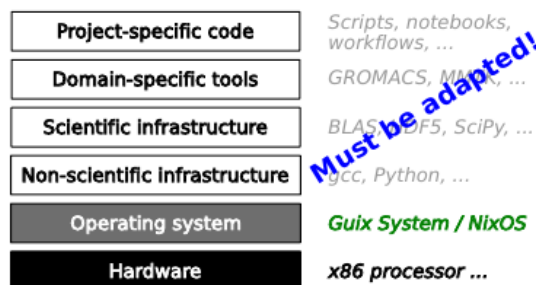 Project-specific code
Scripts, notebooks,
workflows, ...
Domain-specific tools
GROMACS, ...
Scientific infrastructure
BLAS, HDF5, SciPy, ...
Must be adapted!
Non-scientific infrastructure
gcc, Python, ...
Operating system
Guix System / NixOS
Hardware
x86 processor ...